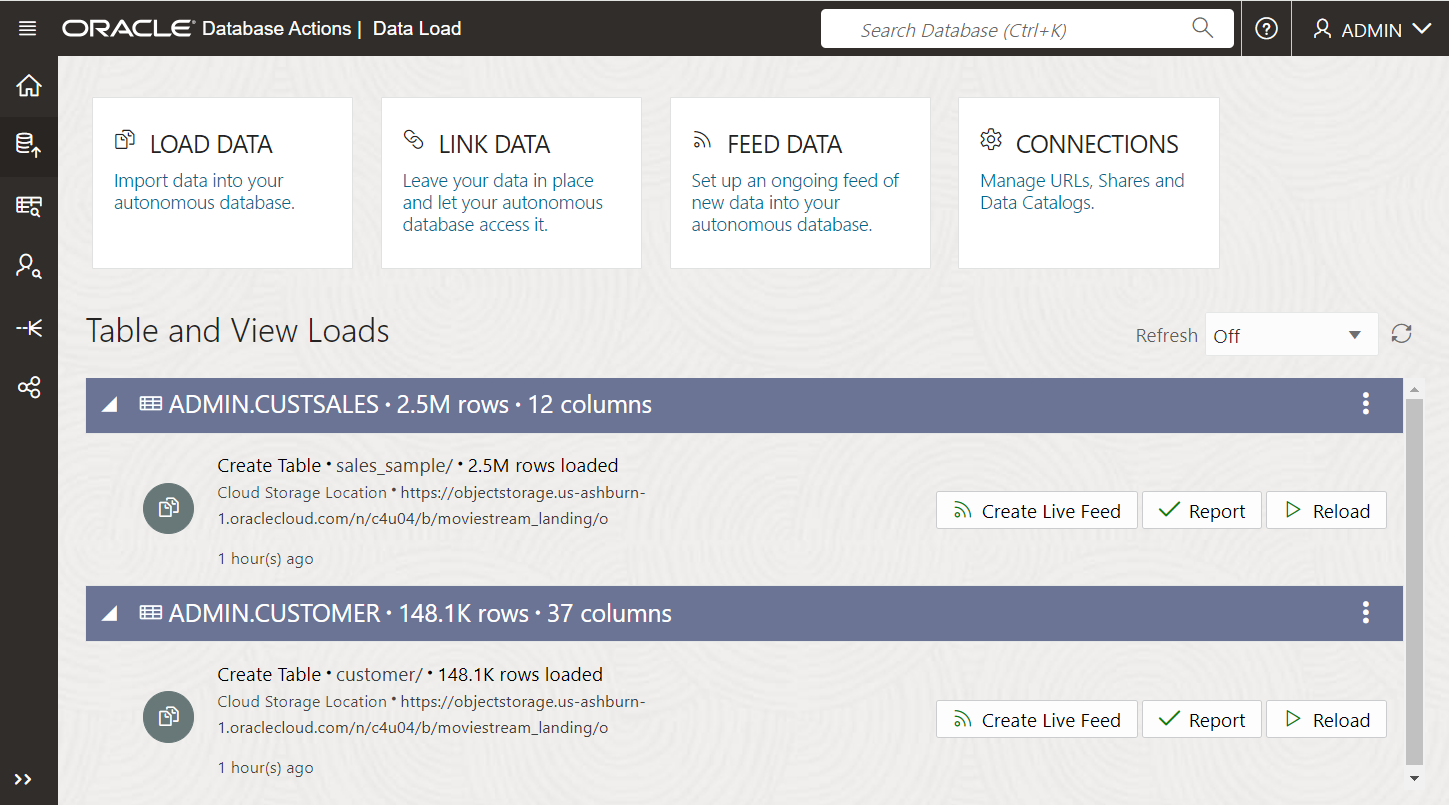 ORACLE® Database Actions | Data Load
Search Database (Ctrl+K)
ADMIN
LOAD DATA
Import data into your
autonomous database.
LINK DATA
Leave your data in place
and let your autonomous
database access it.
FEED DATA
Set up an ongoing feed of
new data into your
autonomous database.
CONNECTIONS
Manage URLs, Shares and
Data Catalogs.
Table and View Loads
Refresh
Off
ADMIN.CUSTSALES • 2.5M rows • 12 columns
Create Table • sales_sample/ • 2.5M rows loaded
Cloud Storage Location • https://objectstorage.us-ashburn-
1.oraclecloud.com/n/c4u04/b/moviestream_landing/o
1 hour(s) ago
Create Live Feed
Report
Reload
ADMIN.CUSTOMER • 148.1K rows • 37 columns
Create Table • customer/ • 148.1K rows loaded
Cloud Storage Location • https://objectstorage.us-ashburn-
1.oraclecloud.com/n/c4u04/b/moviestream_landing/o
1 hour(s) ago
Create Live Feed
Report
Reload